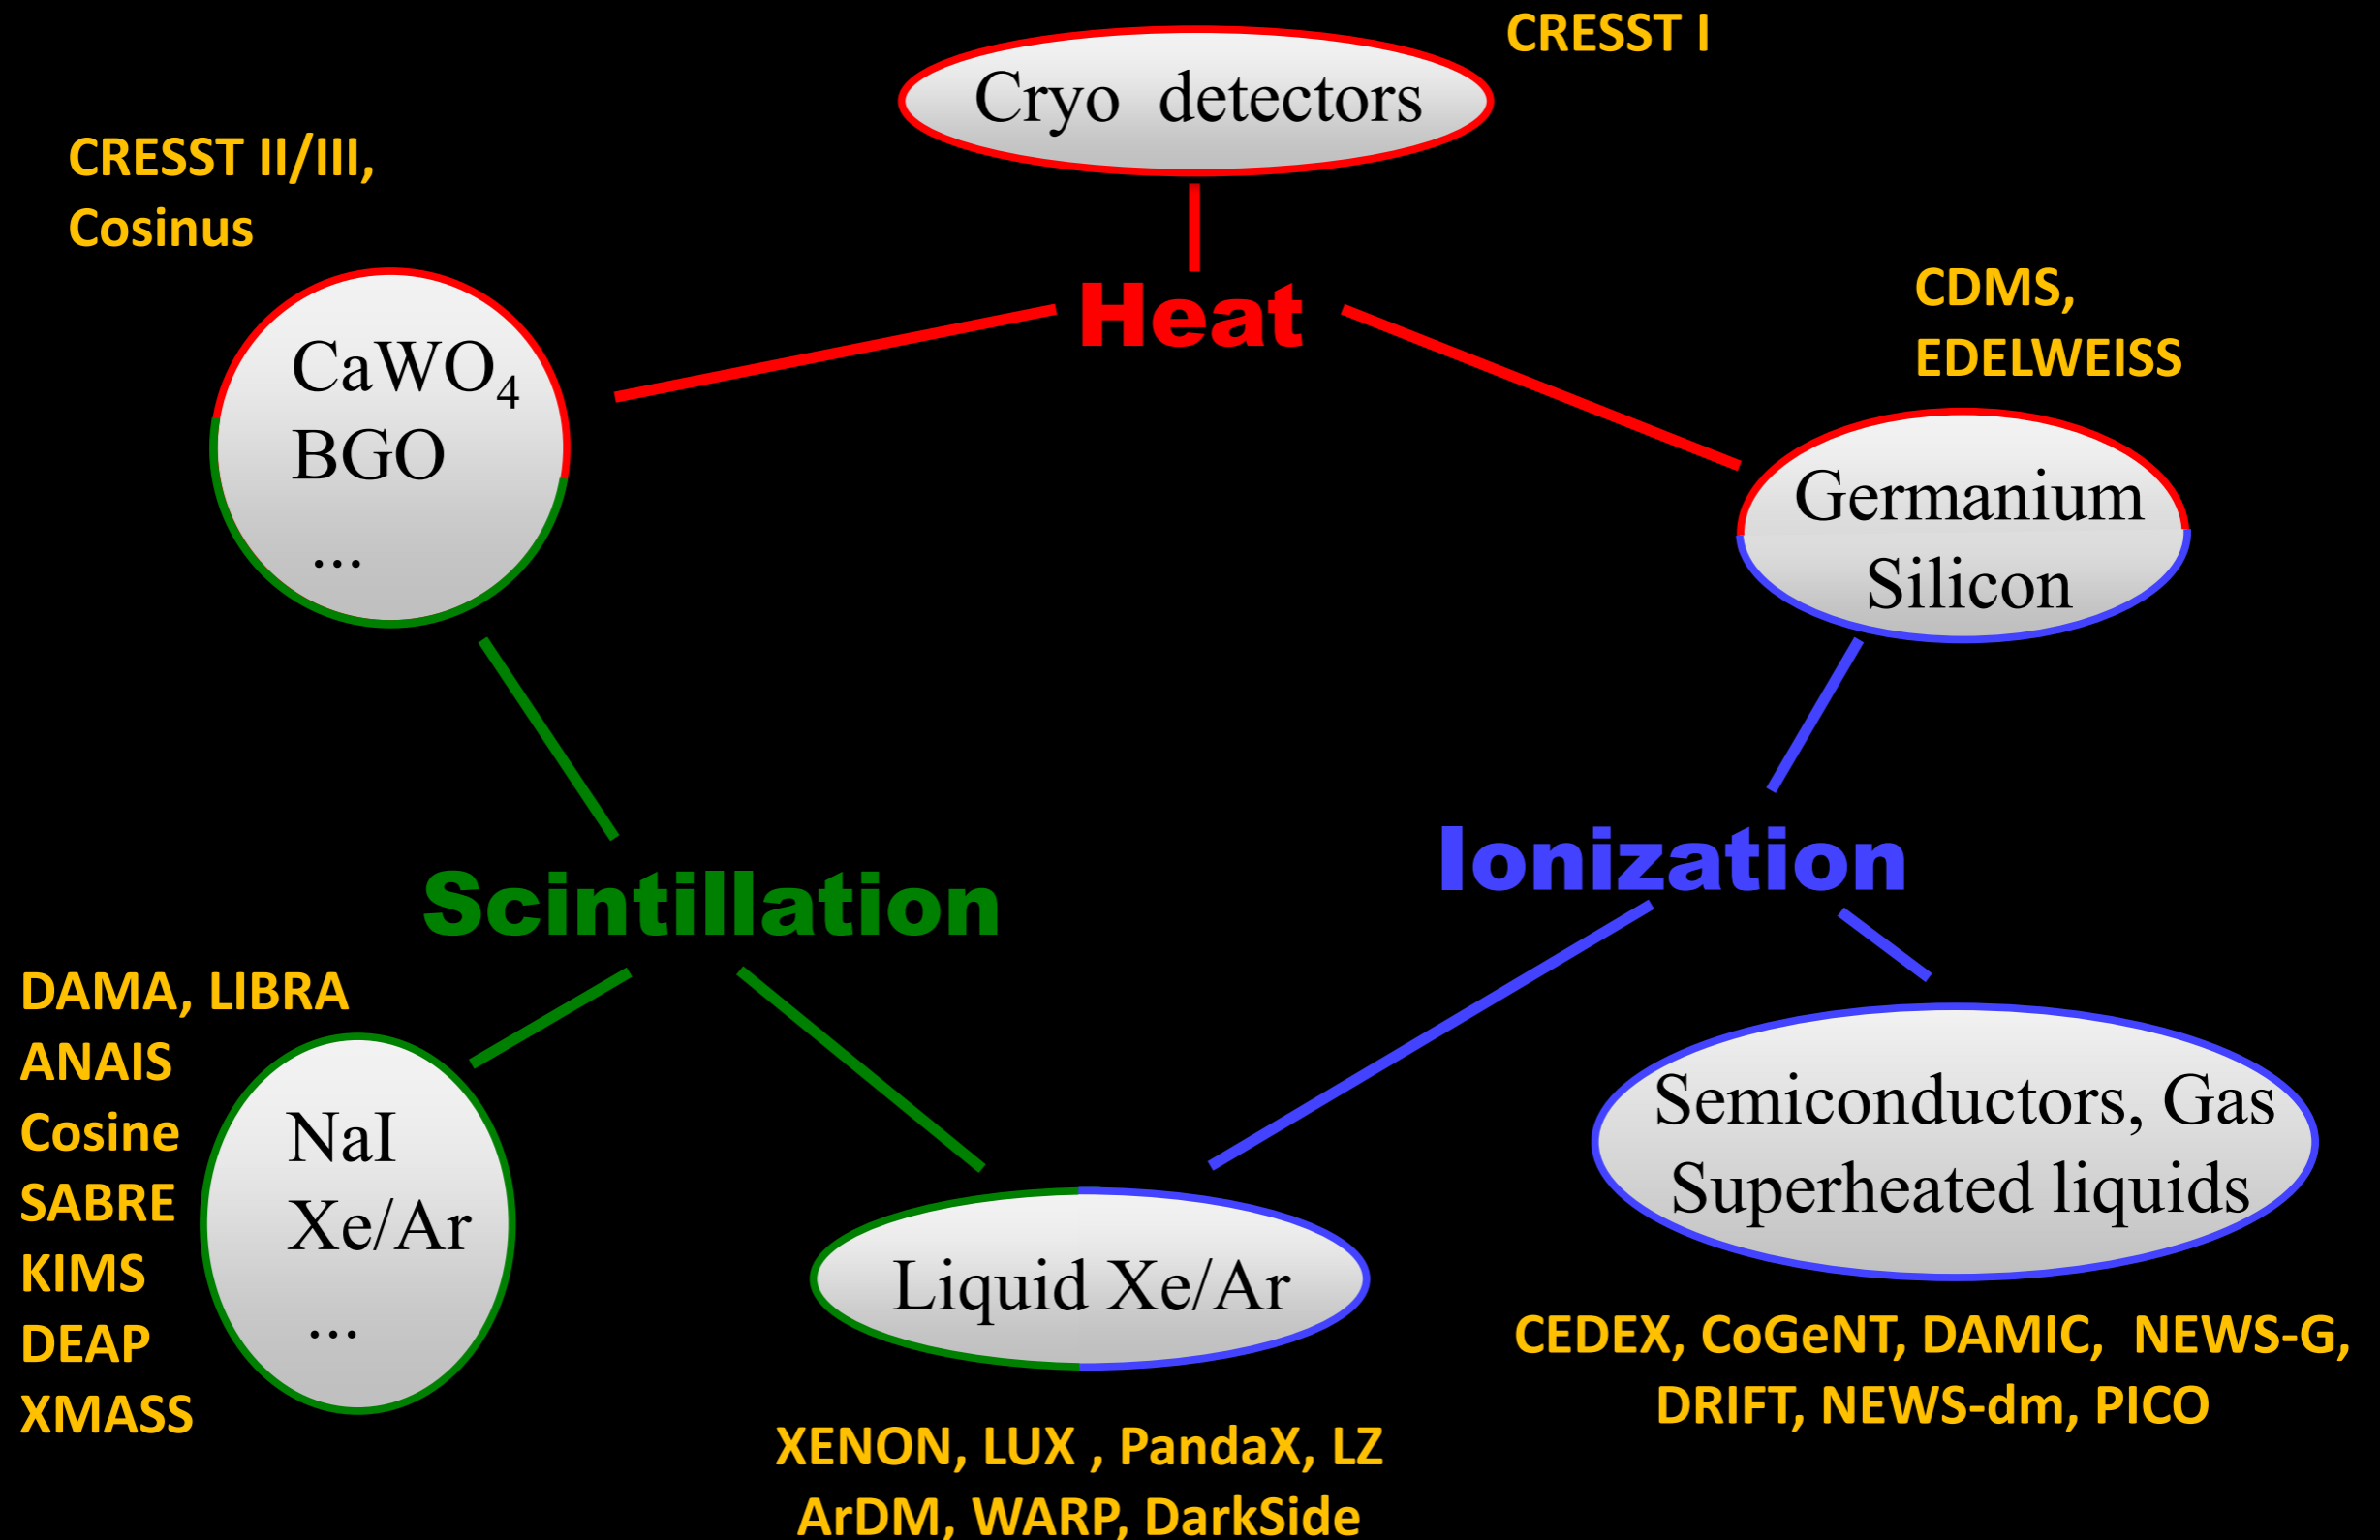 CRESST I
Cryo detectors
CRESST II/III,
Cosinus
Heat
CDMS,
EDELWEISS
CaWO₄
BGO
...
Germanium
Silicon
Ionization
Scintillation
DAMA, LIBRA
ANAIS
Cosine
SABRE
KIMS
DEAP
XMASS
NaI
Xe/Ar
...
Semiconductors, Gas
Superheated liquids
Liquid Xe/Ar
CEDEX, CoGeNT, DAMIC, NEWS-G,
DRIFT, NEWS-dm, PICO
XENON, LUX , PandaX, LZ
ArDM, WARP, DarkSide